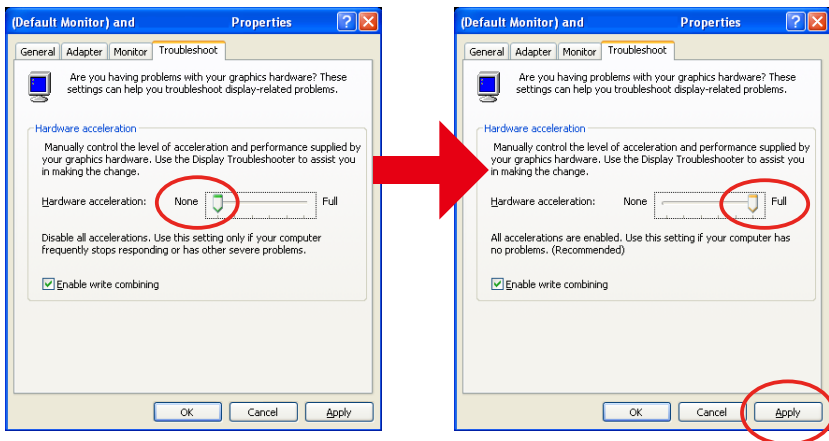 (Default Monitor) and Properties
General Adapter Monitor Troubleshoot
Are you having problems with your graphics hardware? These
settings can help you troubleshoot display-related problems.
Hardware acceleration
Manually control the level of acceleration and performance supplied by
your graphics hardware. Use the Display Troubleshooter to assist you
in making the change.
Hardware acceleration: None Full
Disable all accelerations. Use this setting only if your computer
frequently stops responding or has other severe problems.
Enable write combining
OK Cancel Apply
(Default Monitor) and Properties
General Adapter Monitor Troubleshoot
Are you having problems with your graphics hardware? These
settings can help you troubleshoot display-related problems.
Hardware acceleration
Manually control the level of acceleration and performance supplied by
your graphics hardware. Use the Display Troubleshooter to assist you
in making the change.
Hardware acceleration: None Full
All accelerations are enabled. Use this setting if your computer has
no problems. (Recommended)
Enable write combining
OK Cancel Apply